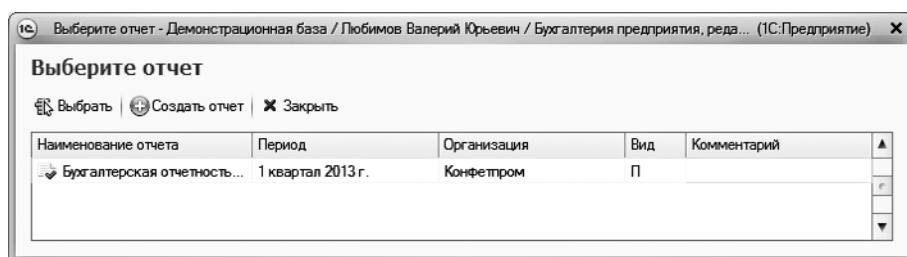 1С Выберите отчет - Демонстрационная база / Любимов Валерий Юрьевич / Бухгалтерия предприятия, реда... (1С:Предприятие)
Выберите отчет
Выбрать Создать отчет Закрыть
Наименование отчета Период Организация Вид Комментарий
Бухгалтерская отчетность... 1 квартал 2013 г. Конфетпром П